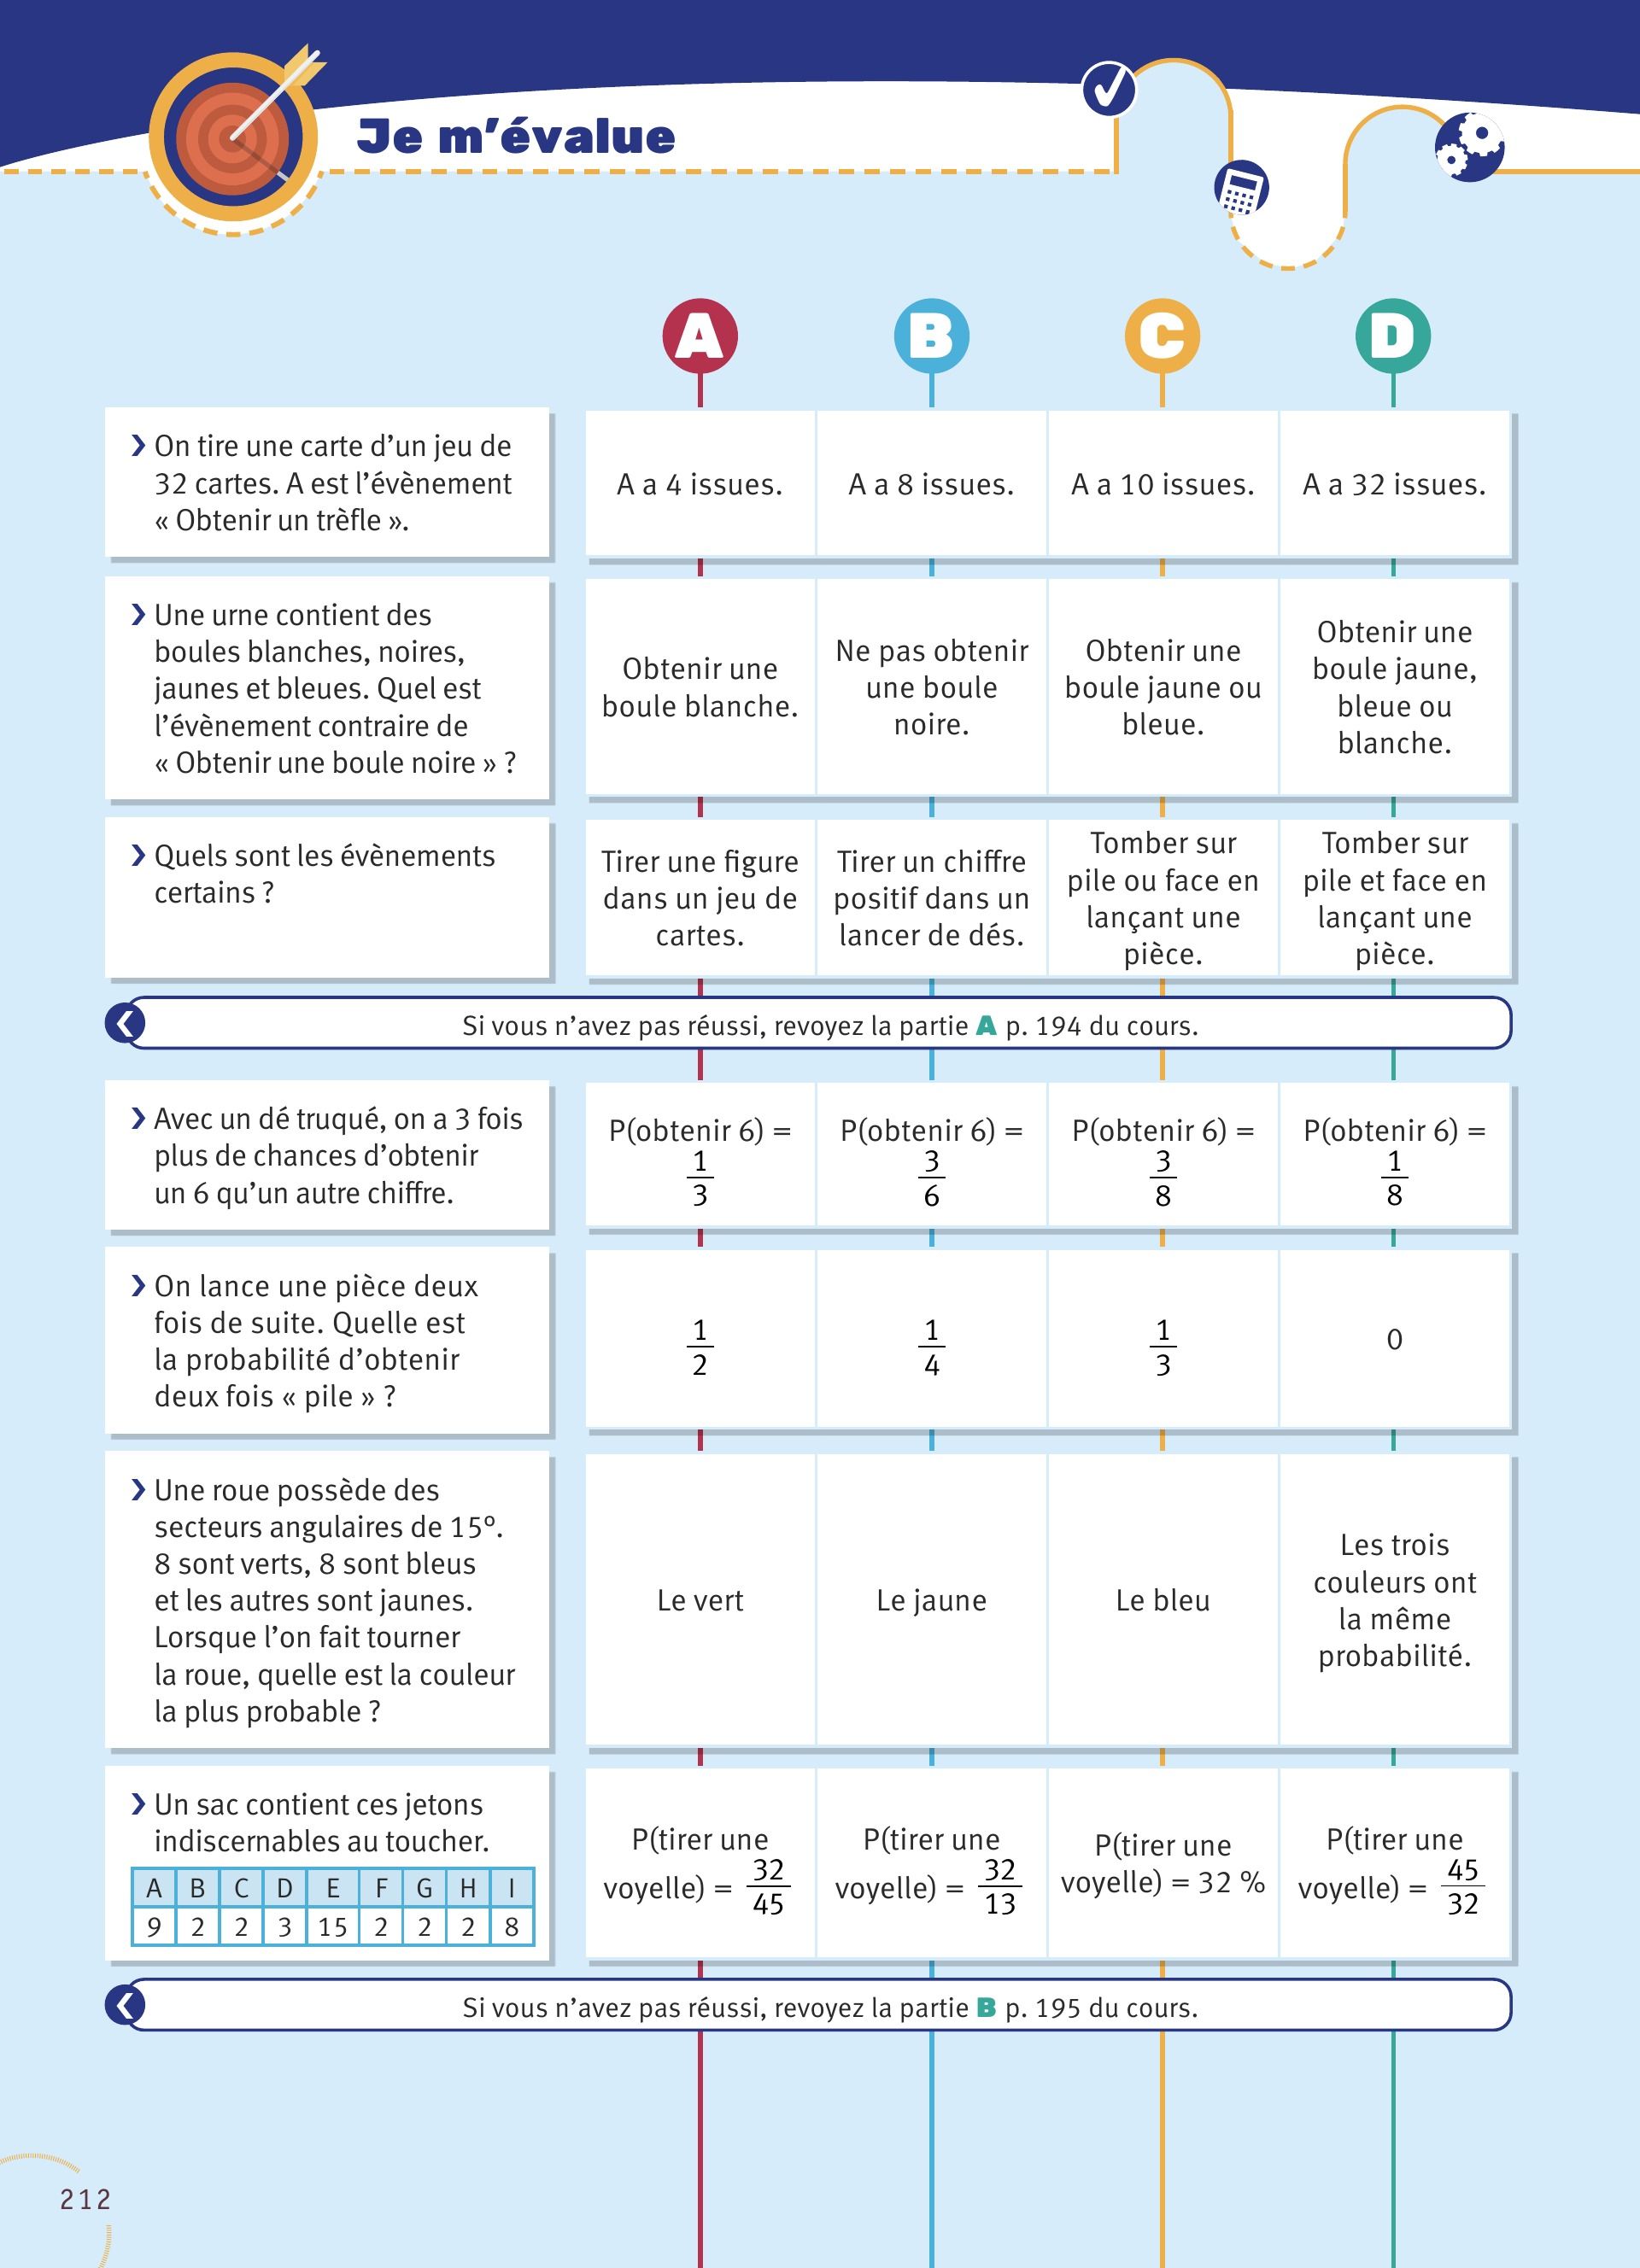 Je m'évalue
A B C D
› On tire une carte d'un jeu de
32 cartes. A est l'évènement
« Obtenir un trèfle ».
A a 4 issues.
A a 8 issues.
A a 10 issues.
A a 32 issues.
› Une urne contient des
boules blanches, noires,
jaunes et bleues. Quel est
l'évènement contraire de
« Obtenir une boule noire » ?
Obtenir une
boule blanche.
Ne pas obtenir
une boule
noire.
Obtenir une
boule jaune ou
bleue.
Obtenir une
boule jaune,
bleue ou
blanche.
› Quels sont les évènements
certains ?
Tirer une figure
dans un jeu de
cartes.
Tirer un chiffre
positif dans un
lancer de dés.
Tomber sur
pile ou face en
lançant une
pièce.
Tomber sur
pile et face en
lançant une
pièce.
Si vous n'avez pas réussi, revoyez la partie A p. 194 du cours.
› Avec un dé truqué, on a 3 fois
plus de chances d'obtenir
un 6 qu'un autre chiffre.
P(obtenir 6) =
1
3
P(obtenir 6) =
3
6
P(obtenir 6) =
3
8
P(obtenir 6) =
1
8
› On lance une pièce deux
fois de suite. Quelle est
la probabilité d'obtenir
deux fois « pile » ?
1
2
1
4
1
3
0
› Une roue possède des
secteurs angulaires de 15°.
8 sont verts, 8 sont bleus
et les autres sont jaunes.
Lorsque l'on fait tourner
la roue, quelle est la couleur
la plus probable ?
Le vert
Le jaune
Le bleu
Les trois
couleurs ont
la même
probabilité.
› Un sac contient ces jetons
indiscernables au toucher.
A B C D E F G H I
9 2 2 3 15 2 2 2 8
P(tirer une
voyelle) = 32/45
P(tirer une
voyelle) = 32/13
P(tirer une
voyelle) = 32 %
P(tirer une
voyelle) = 45/32
Si vous n'avez pas réussi, revoyez la partie B p. 195 du cours.
212